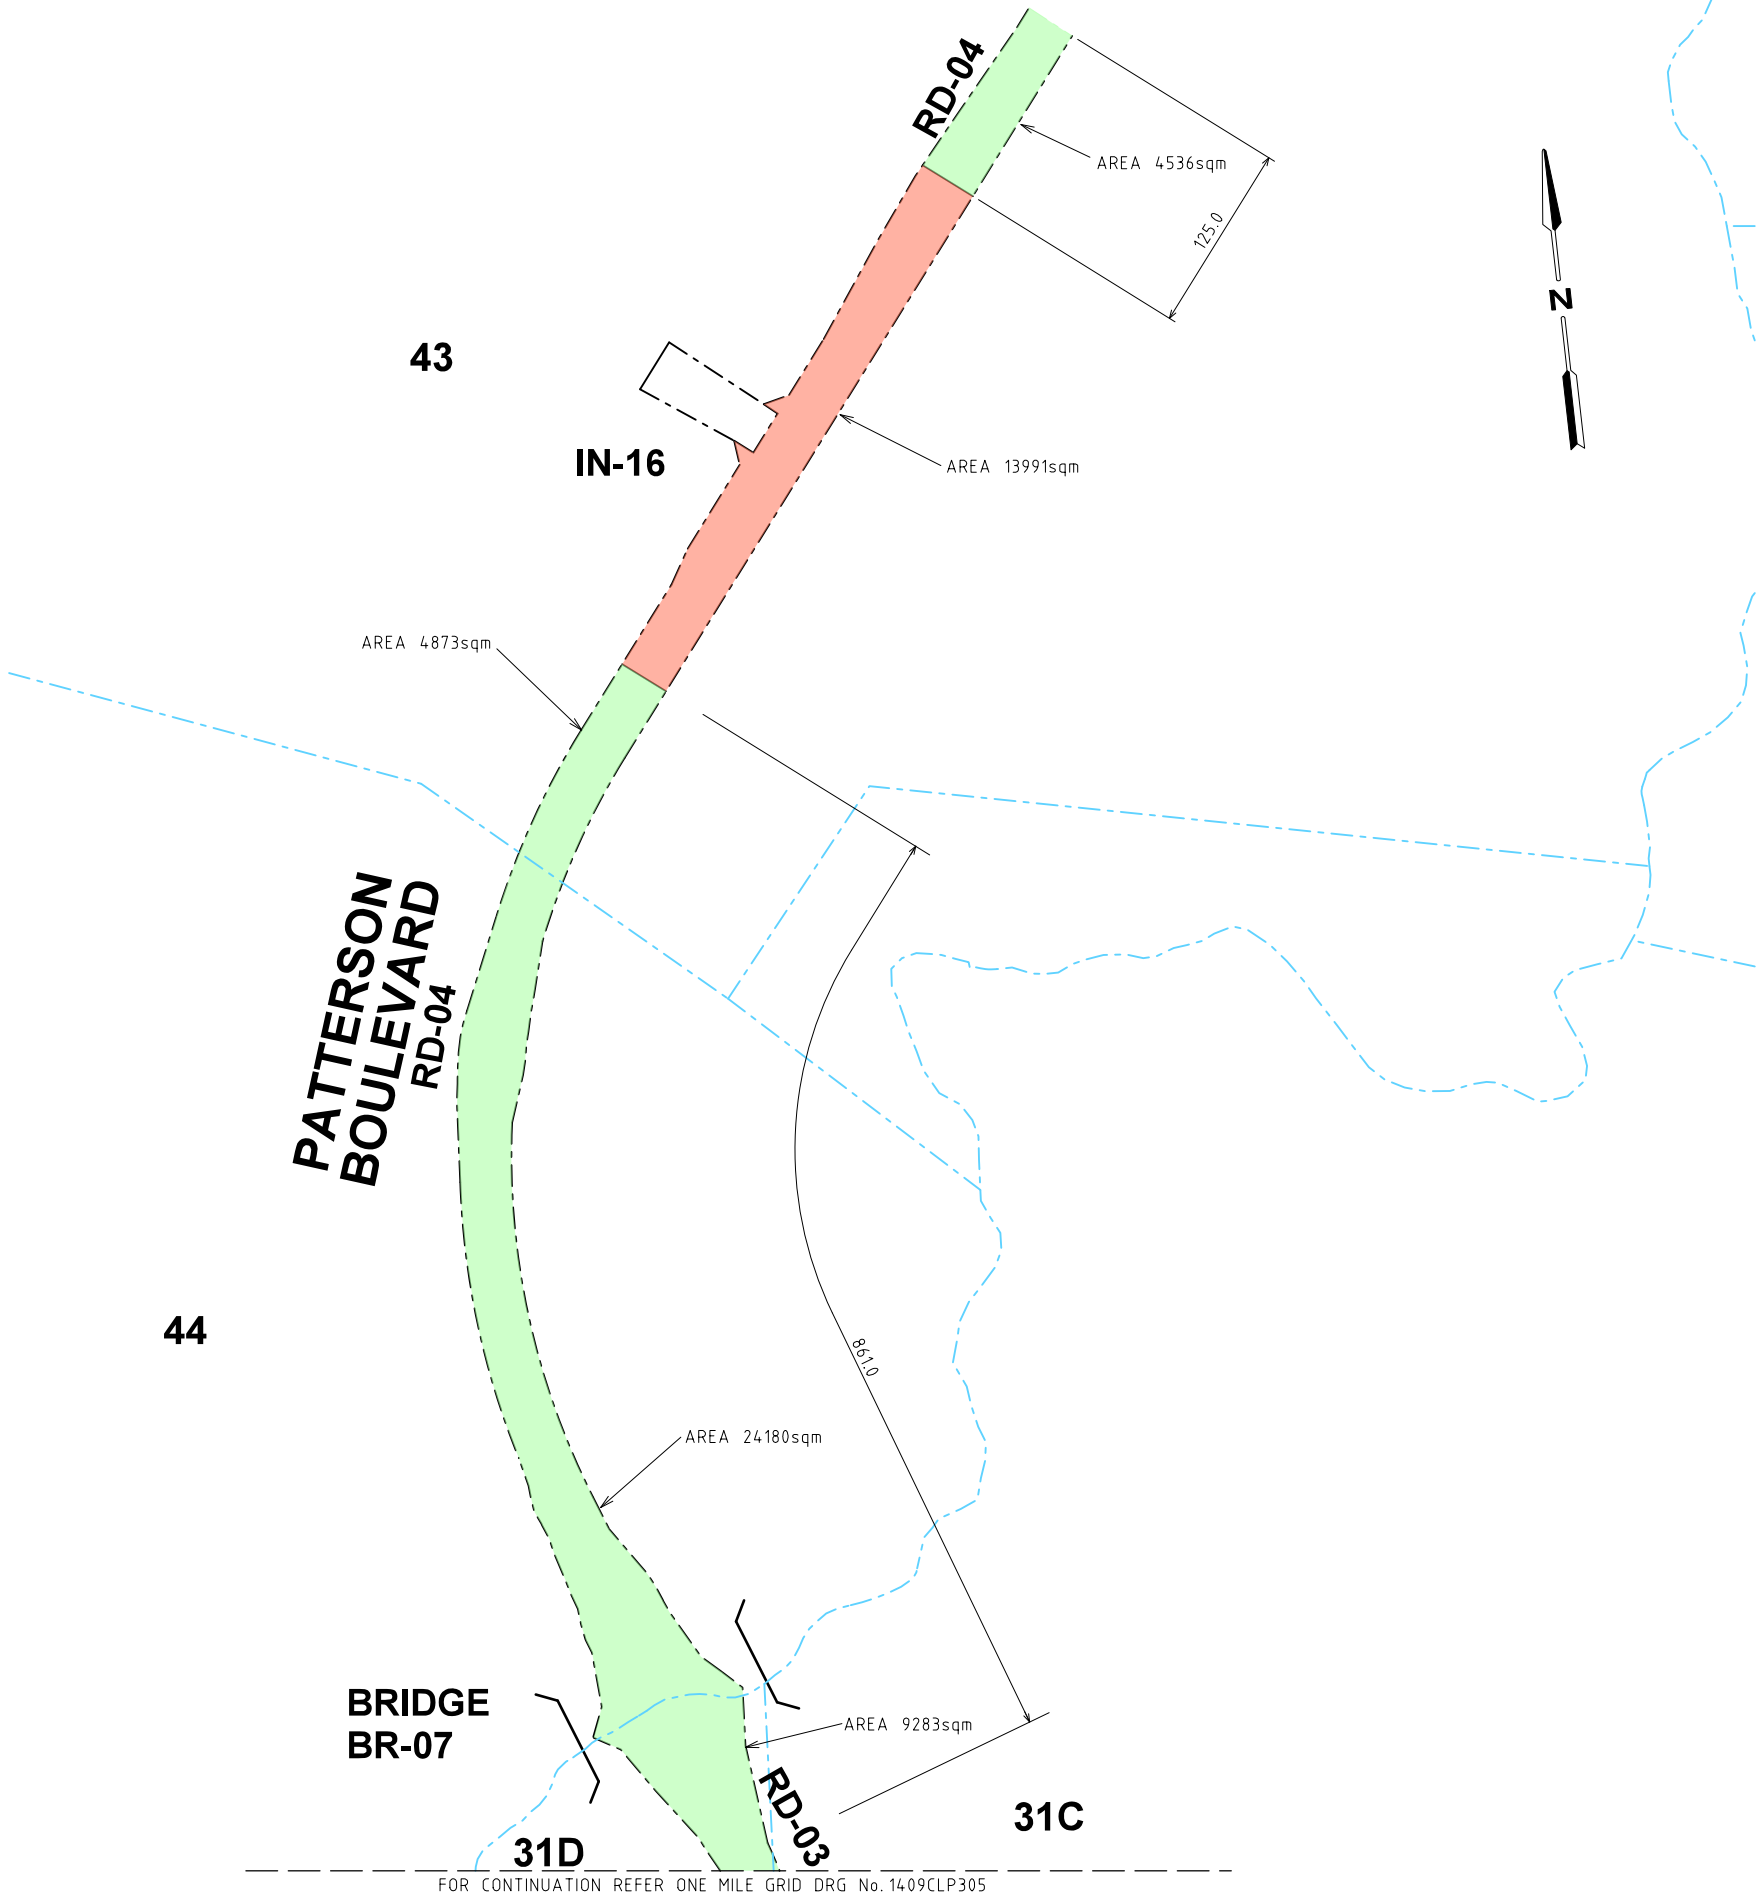 RD-04
AREA 4536sqm
125.0
N
43
IN-16
AREA 13991sqm
AREA 4873sqm
PATTERSON
BOULEVARD
RD-04
44
861.0
AREA 24180sqm
BRIDGE
BR-07
AREA 9283sqm
RD-03
31C
31D
FOR CONTINUATION REFER ONE MILE GRID DRG No. 1409CLP305